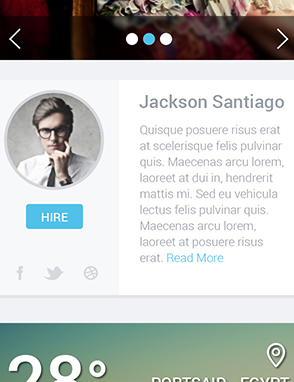 Jackson Santiago
Quisque posuere risus erat
at scelerisque felis pulvinar
quis. Maecenas arcu lorem,
laoreet at dui in, hendrerit
mattis mi. Sed eu vehicula
lectus felis pulvinar quis.
Maecenas arcu lorem,
laoreet at posuere risus
erat. Read More
HIRE
28°
PORTSAID - EGYPT